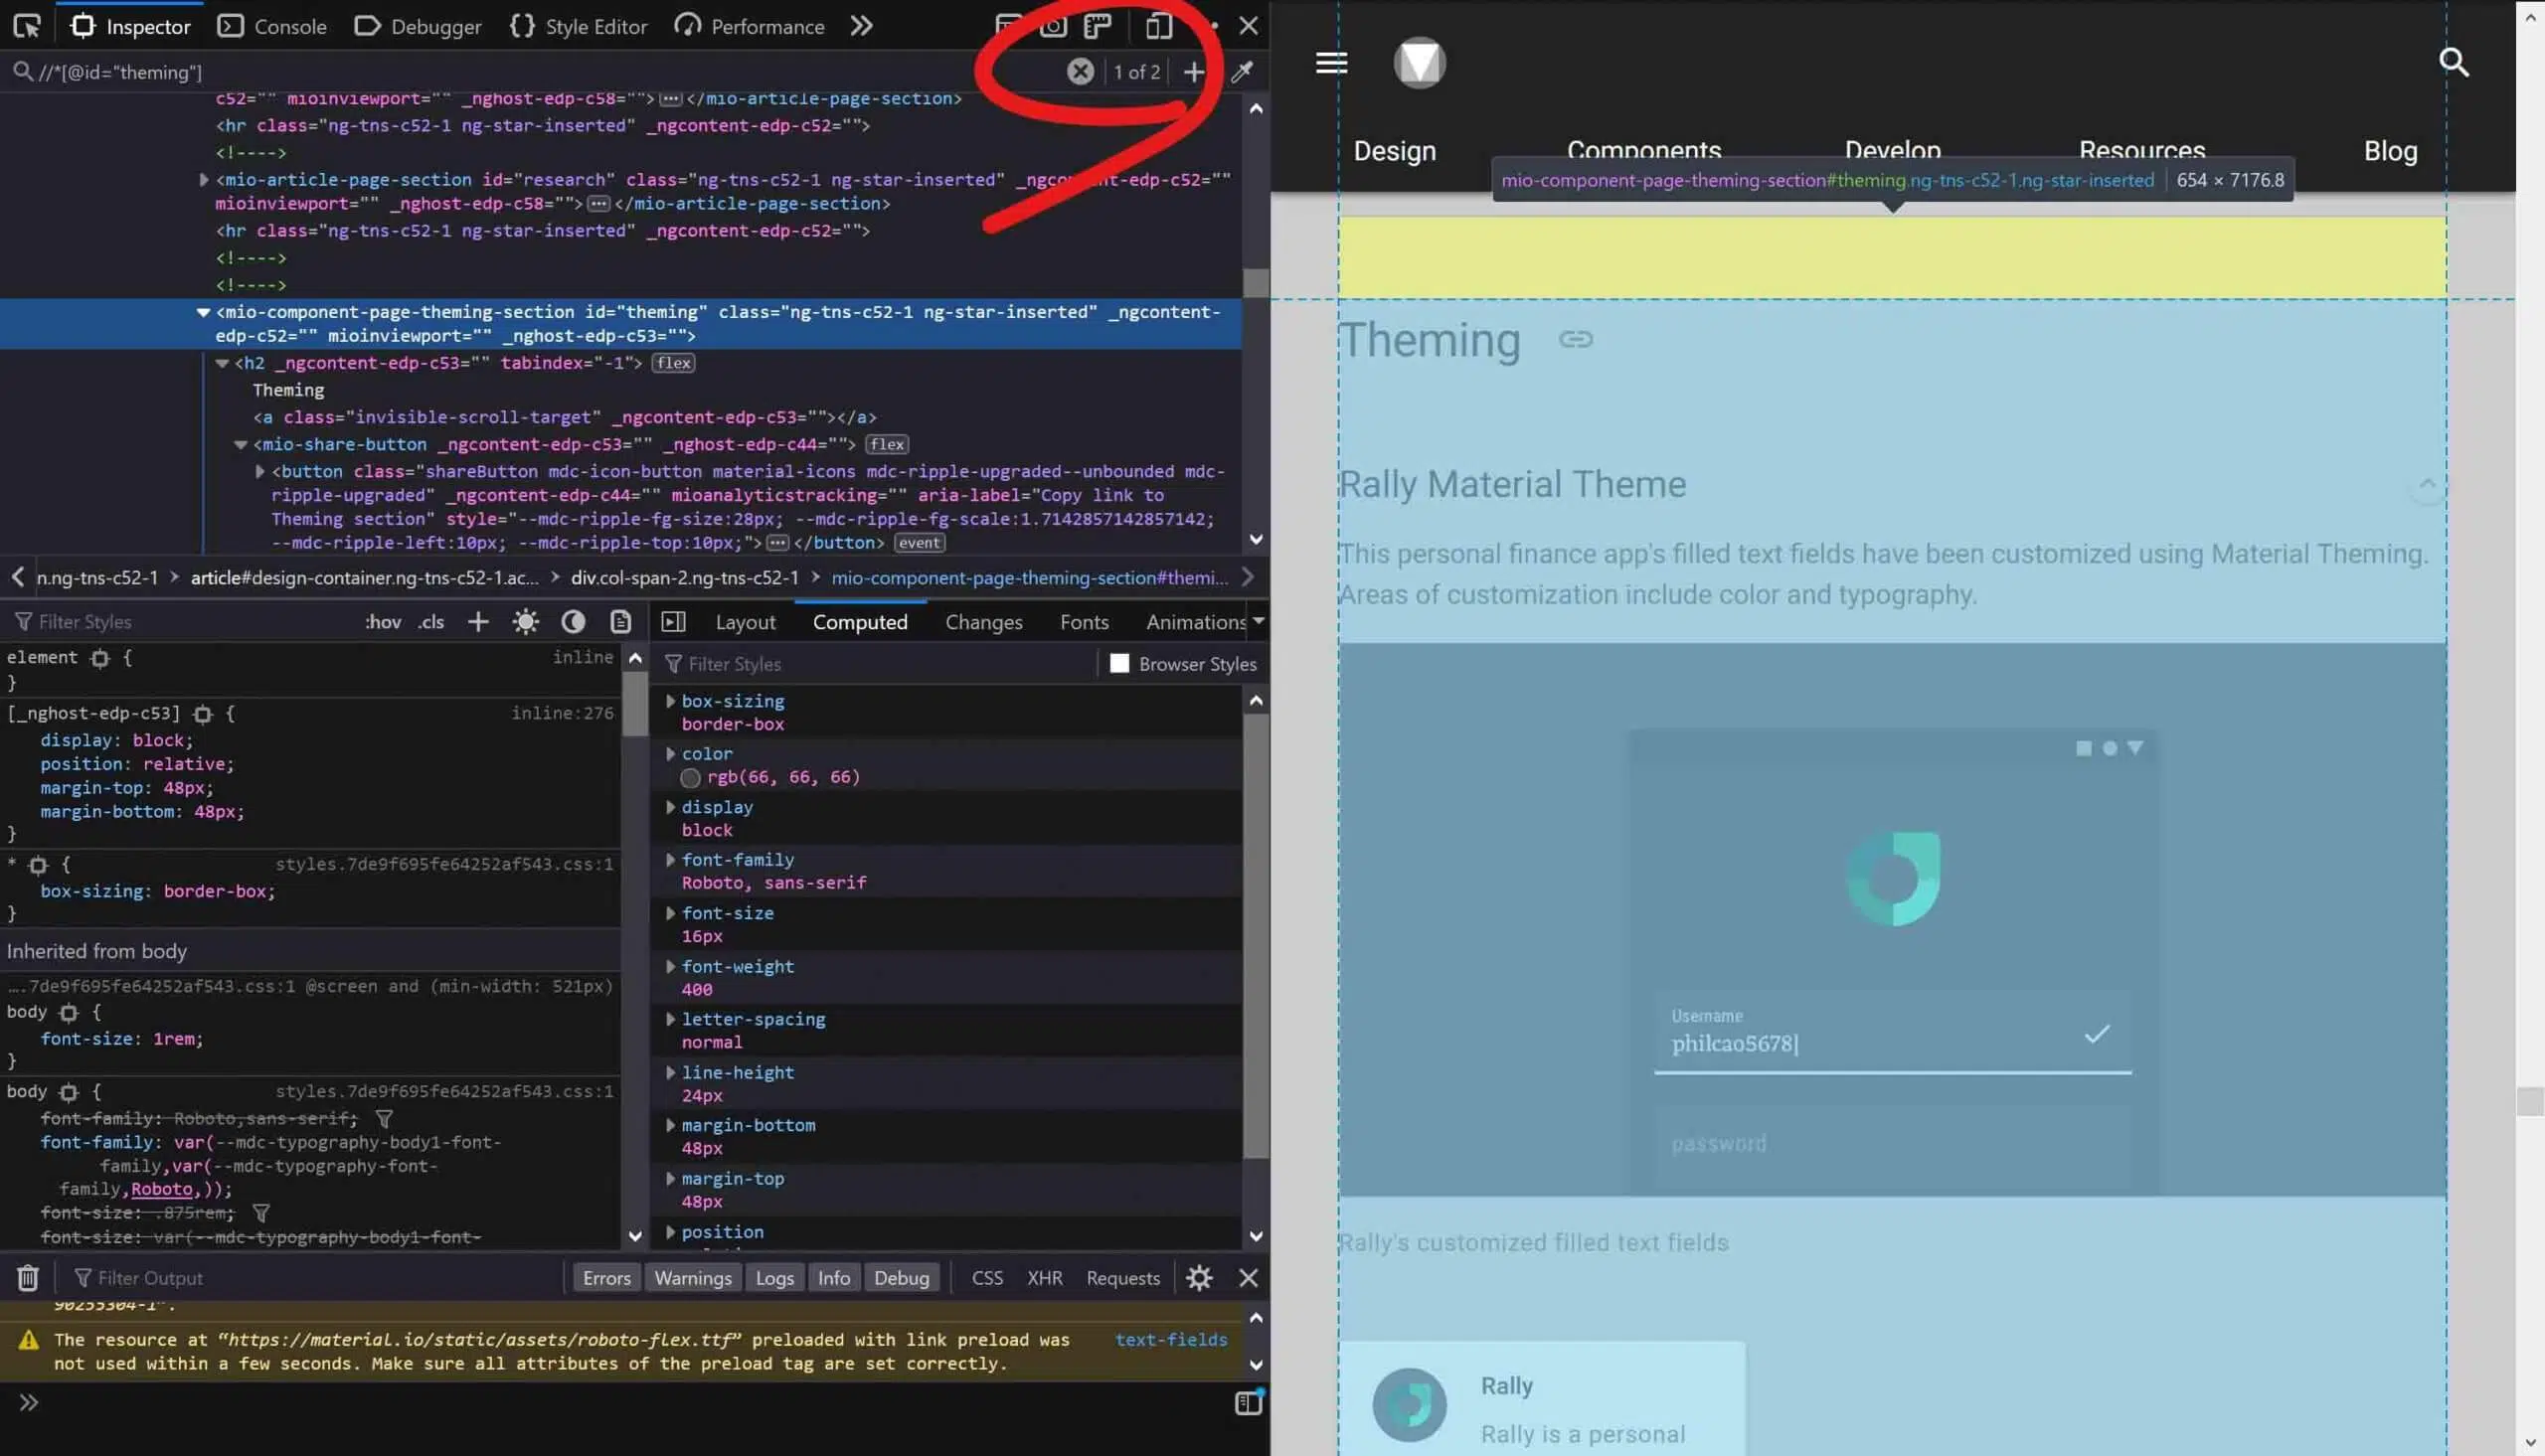 Inspector
Console
Debugger
Style Editor
Performance
//*[@id="theming"]
1 of 2
c52="" mioinviewport="" _nghost-edp-c58=""> </mio-article-page-section>
<hr class="ng-tns-c52-1 ng-star-inserted" _ngcontent-edp-c52="">
<!---->
<mio-article-page-section id="research" class="ng-tns-c52-1 ng-star-inserted" _ngcontent-edp-c52=""
mioinviewport="" _nghost-edp-c58=""> </mio-article-page-section>
<hr class="ng-tns-c52-1 ng-star-inserted" _ngcontent-edp-c52="">
<!---->
<!---->
<mio-component-page-theming-section id="theming" class="ng-tns-c52-1 ng-star-inserted" _ngcontent-
edp-c52="" mioinviewport="" _nghost-edp-c53="">
<h2 _ngcontent-edp-c53="" tabindex="-1"> flex
Theming
<a class="invisible-scroll-target" _ngcontent-edp-c53=""></a>
<mio-share-button _ngcontent-edp-c53="" _nghost-edp-c44=""> flex
<button class="shareButton mdc-icon-button material-icons mdc-ripple-upgraded--unbounded mdc-
ripple-upgraded" _ngcontent-edp-c44="" mioanalyticstracking="" aria-label="Copy link to
Theming section" style="--mdc-ripple-fg-size:28px; --mdc-ripple-fg-scale:1.7142857142857142;
--mdc-ripple-left:10px; --mdc-ripple-top:10px;"> </button> event
n.ng-tns-c52-1 > article#design-container.ng-tns-c52-1.ac... > div.col-span-2.ng-tns-c52-1 > mio-component-page-theming-section#themi...
Filter Styles
:hov .cls
element {
inline
}
[_nghost-edp-c53] {
inline:276
display: block;
position: relative;
margin-top: 48px;
margin-bottom: 48px;
}
* {
styles.7de9f695fe64252af543.css:1
box-sizing: border-box;
}
Inherited from body
….7de9f695fe64252af543.css:1 @screen and (min-width: 521px)
body {
font-size: 1rem;
}
body {
styles.7de9f695fe64252af543.css:1
font-family: Roboto,sans-serif;
font-family: var(--mdc-typography-body1-font-
family,var(--mdc-typography-font-
family,Roboto,));
font-size: .875rem;
font-size: var(--mdc-typography-body1-font-
Layout
Computed
Changes
Fonts
Animations
Filter Styles
Browser Styles
box-sizing
border-box
color
rgb(66, 66, 66)
display
block
font-family
Roboto, sans-serif
font-size
16px
font-weight
400
letter-spacing
normal
line-height
24px
margin-bottom
48px
margin-top
48px
position
Filter Output
Errors
Warnings
Logs
Info
Debug
CSS
XHR
Requests
90255304-1".
The resource at “https://material.io/static/assets/roboto-flex.ttf” preloaded with link preload was
not used within a few seconds. Make sure all attributes of the preload tag are set correctly.
text-fields
Design
Components
Develop
Resources
Blog
mio-component-page-theming-section#theming.ng-tns-c52-1.ng-star-inserted
654 × 7176.8
Theming
Rally Material Theme
This personal finance app's filled text fields have been customized using Material Theming.
Areas of customization include color and typography.
Username
philcao5678
password
Rally's customized filled text fields
Rally
Rally is a personal